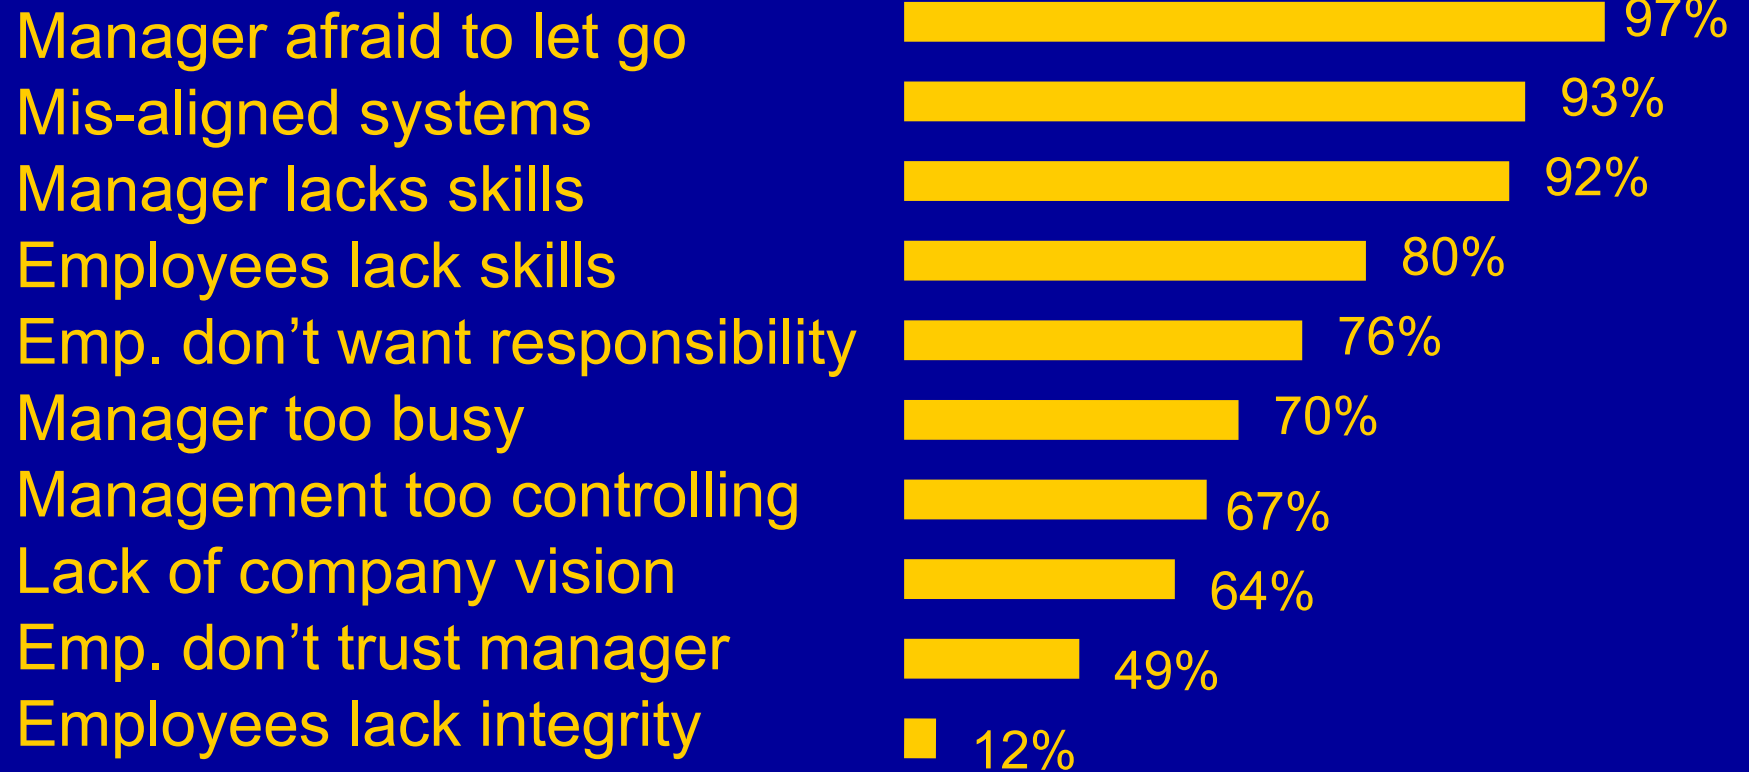 Manager afraid to let go 97%
Mis-aligned systems 93%
Manager lacks skills 92%
Employees lack skills 80%
Emp. don’t want responsibility 76%
Manager too busy 70%
Management too controlling 67%
Lack of company vision 64%
Emp. don’t trust manager 49%
Employees lack integrity 12%